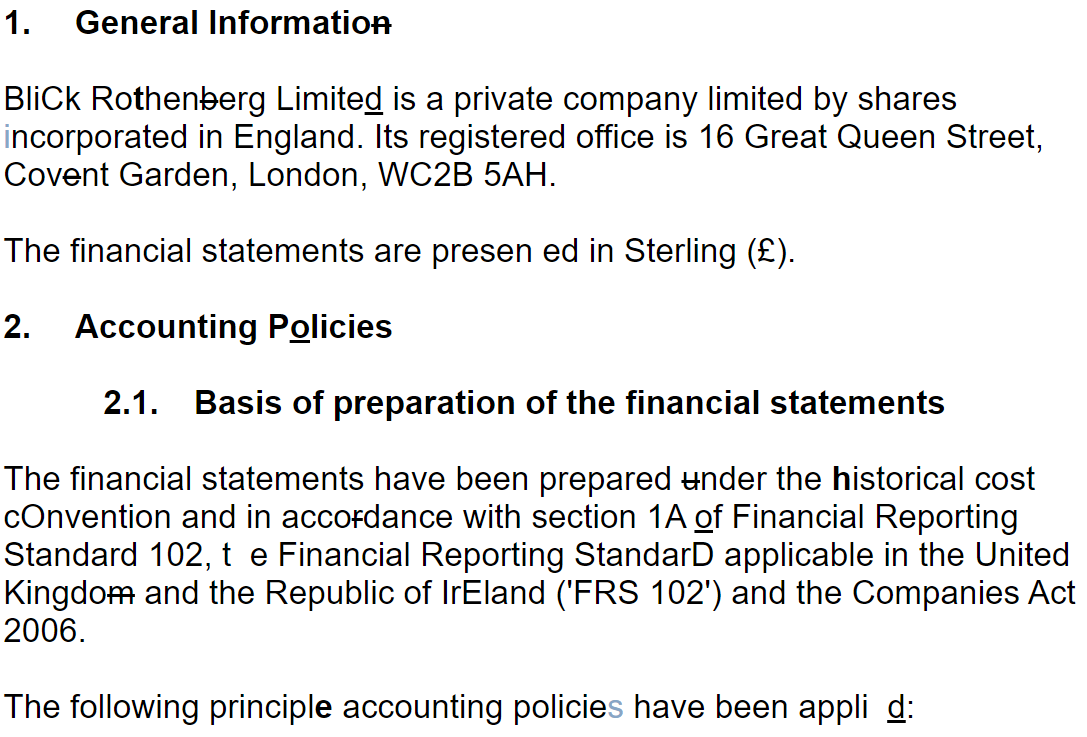 1. General Information
BliCk Rothenberg Limited is a private company limited by shares
incorporated in England. Its registered office is 16 Great Queen Street,
Covent Garden, London, WC2B 5AH.
The financial statements are presen ed in Sterling (£).
2. Accounting Policies
2.1. Basis of preparation of the financial statements
The financial statements have been prepared under the historical cost
cOnvention and in accordance with section 1A of Financial Reporting
Standard 102, t e Financial Reporting StandarD applicable in the United
Kingdom and the Republic of IrEland ('FRS 102') and the Companies Act
2006.
The following principle accounting policies have been appli d: